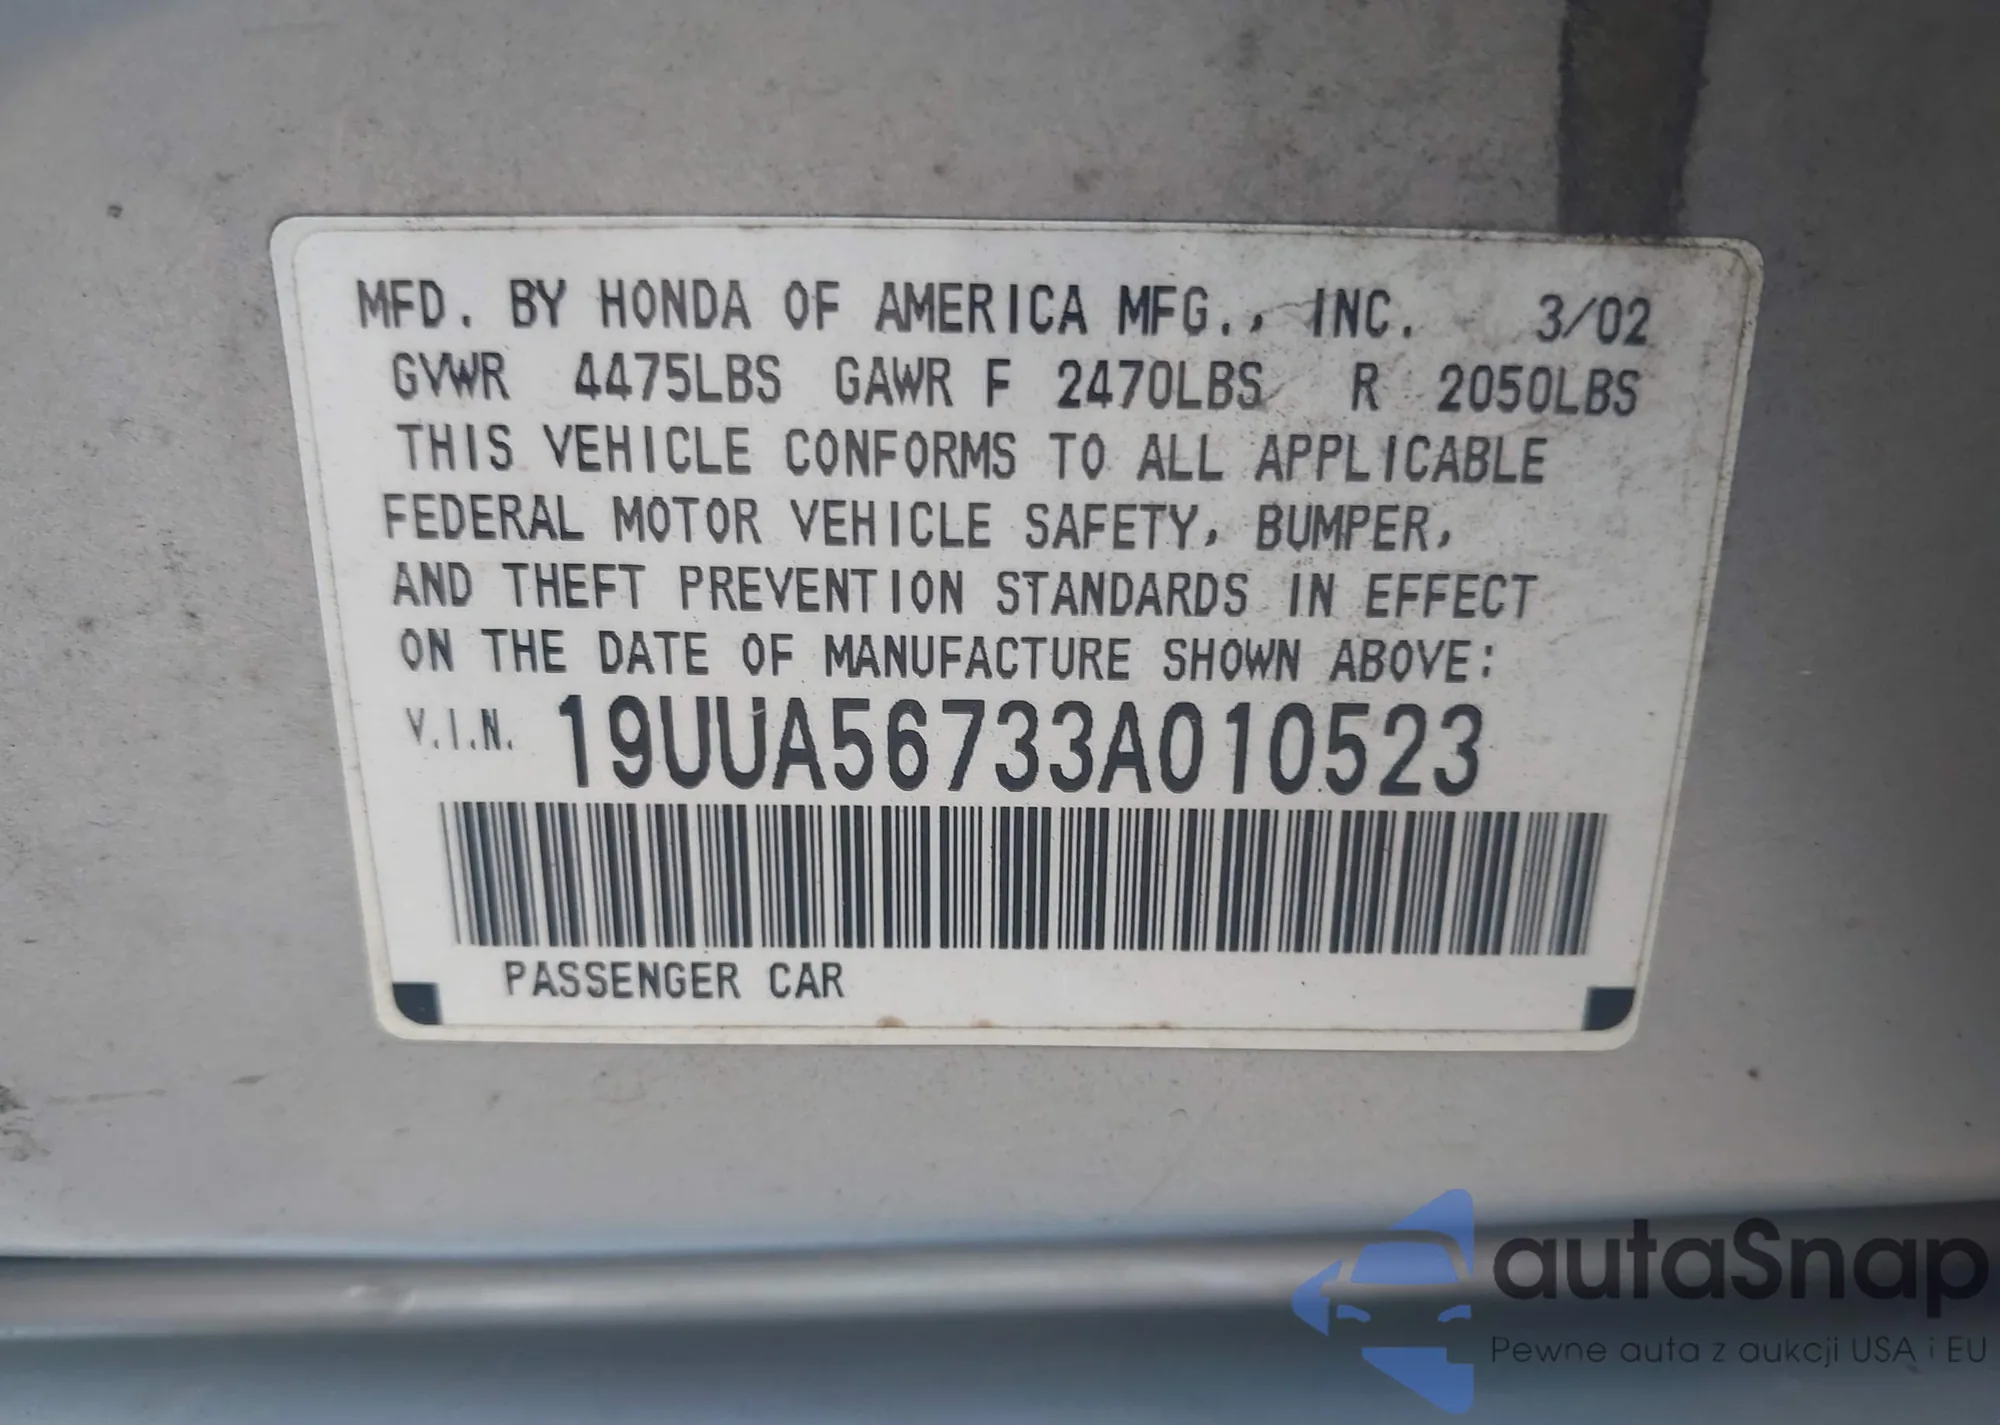 MFD. BY HONDA OF AMERICA MFG., INC. 3/02
GVWR 4475LBS GAWR F 2470LBS R 2050LBS
THIS VEHICLE CONFORMS TO ALL APPLICABLE
FEDERAL MOTOR VEHICLE SAFETY, BUMPER,
AND THEFT PREVENTION STANDARDS IN EFFECT
ON THE DATE OF MANUFACTURE SHOWN ABOVE:
V.I.N. 19UUA56733A010523
PASSENGER CAR
autaSnap
Pewne auta z aukcji USA i EU